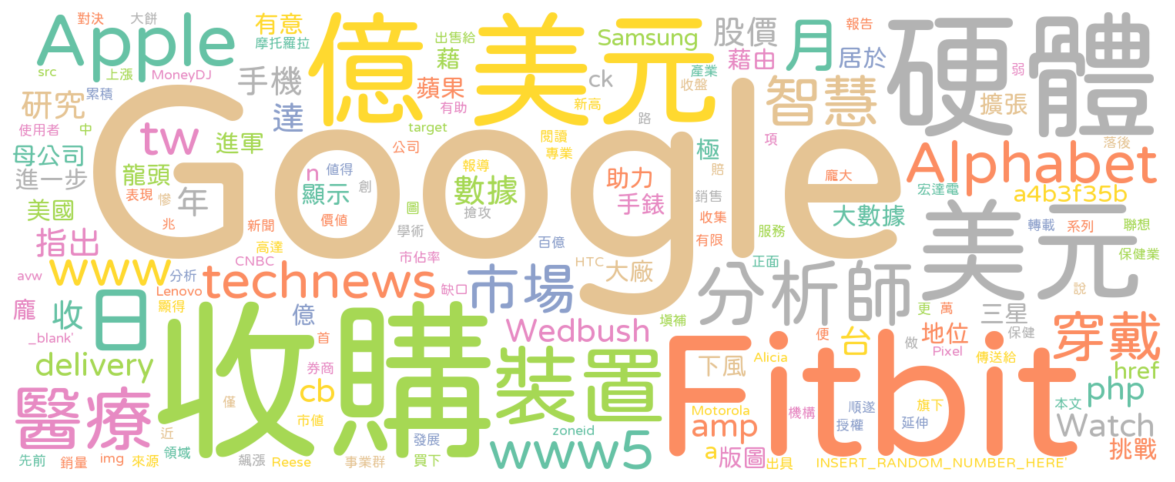 對決
大餅
有意
摩托羅拉
出售給
Samsung
股價
月
報告
Apple
億美元
硬體
src
上漲
MoneyDJ
手機
藉
蘋果
有助
ck
產業
收盤
藉由
居於
弱
研究
累積
達
新高
智慧
擴張
使用者
中
tw
進軍
target
路
閱讀
專業
項
落後
母公司
進一步
Google
公司
極
Alphabet
龍頭
表現
n
值得
報導
顯示
創
數據
搶攻
助力
手錶
賠
銷售
龐大
宏達電
a4b3f35b
美國
慘
年
價值
圖
收集
大數據
美元
指出
兆
新聞
學術
百億
有限
服務
轉載
系列
聯想
www
高達
市佔率
正面
保健業
avw
分析
CNBC
technews
HTC
大廠
分析師
Lenovo
缺口
市場
龐
收
日
顯得
億
填補
更
萬
三星
說
_blank'
首
Wedbush
便
台
地位
保健
穿戴
收購
裝置
做
Pixel
delivery
券商
下風
Alicia
傳送給
href
cb
Fitbit
php
醫療
僅
市值
Motorola
機構
順遂
旗下
本文
Watch
近
發展
zoneid
amp
授權
延伸
挑戰
www5
先前
銷量
img
來源
領域
飆漲
Reese
事業群
買下
a
版圖
出具
INSERT_RANDOM_NUMBER_HERE'